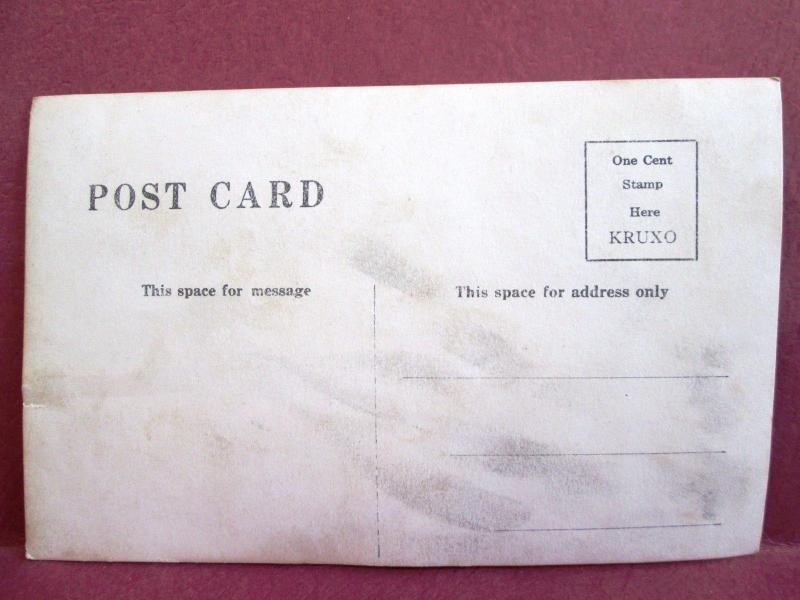 POST CARD
One Cent
Stamp
Here
KRUXO
This space for message
This space for address only